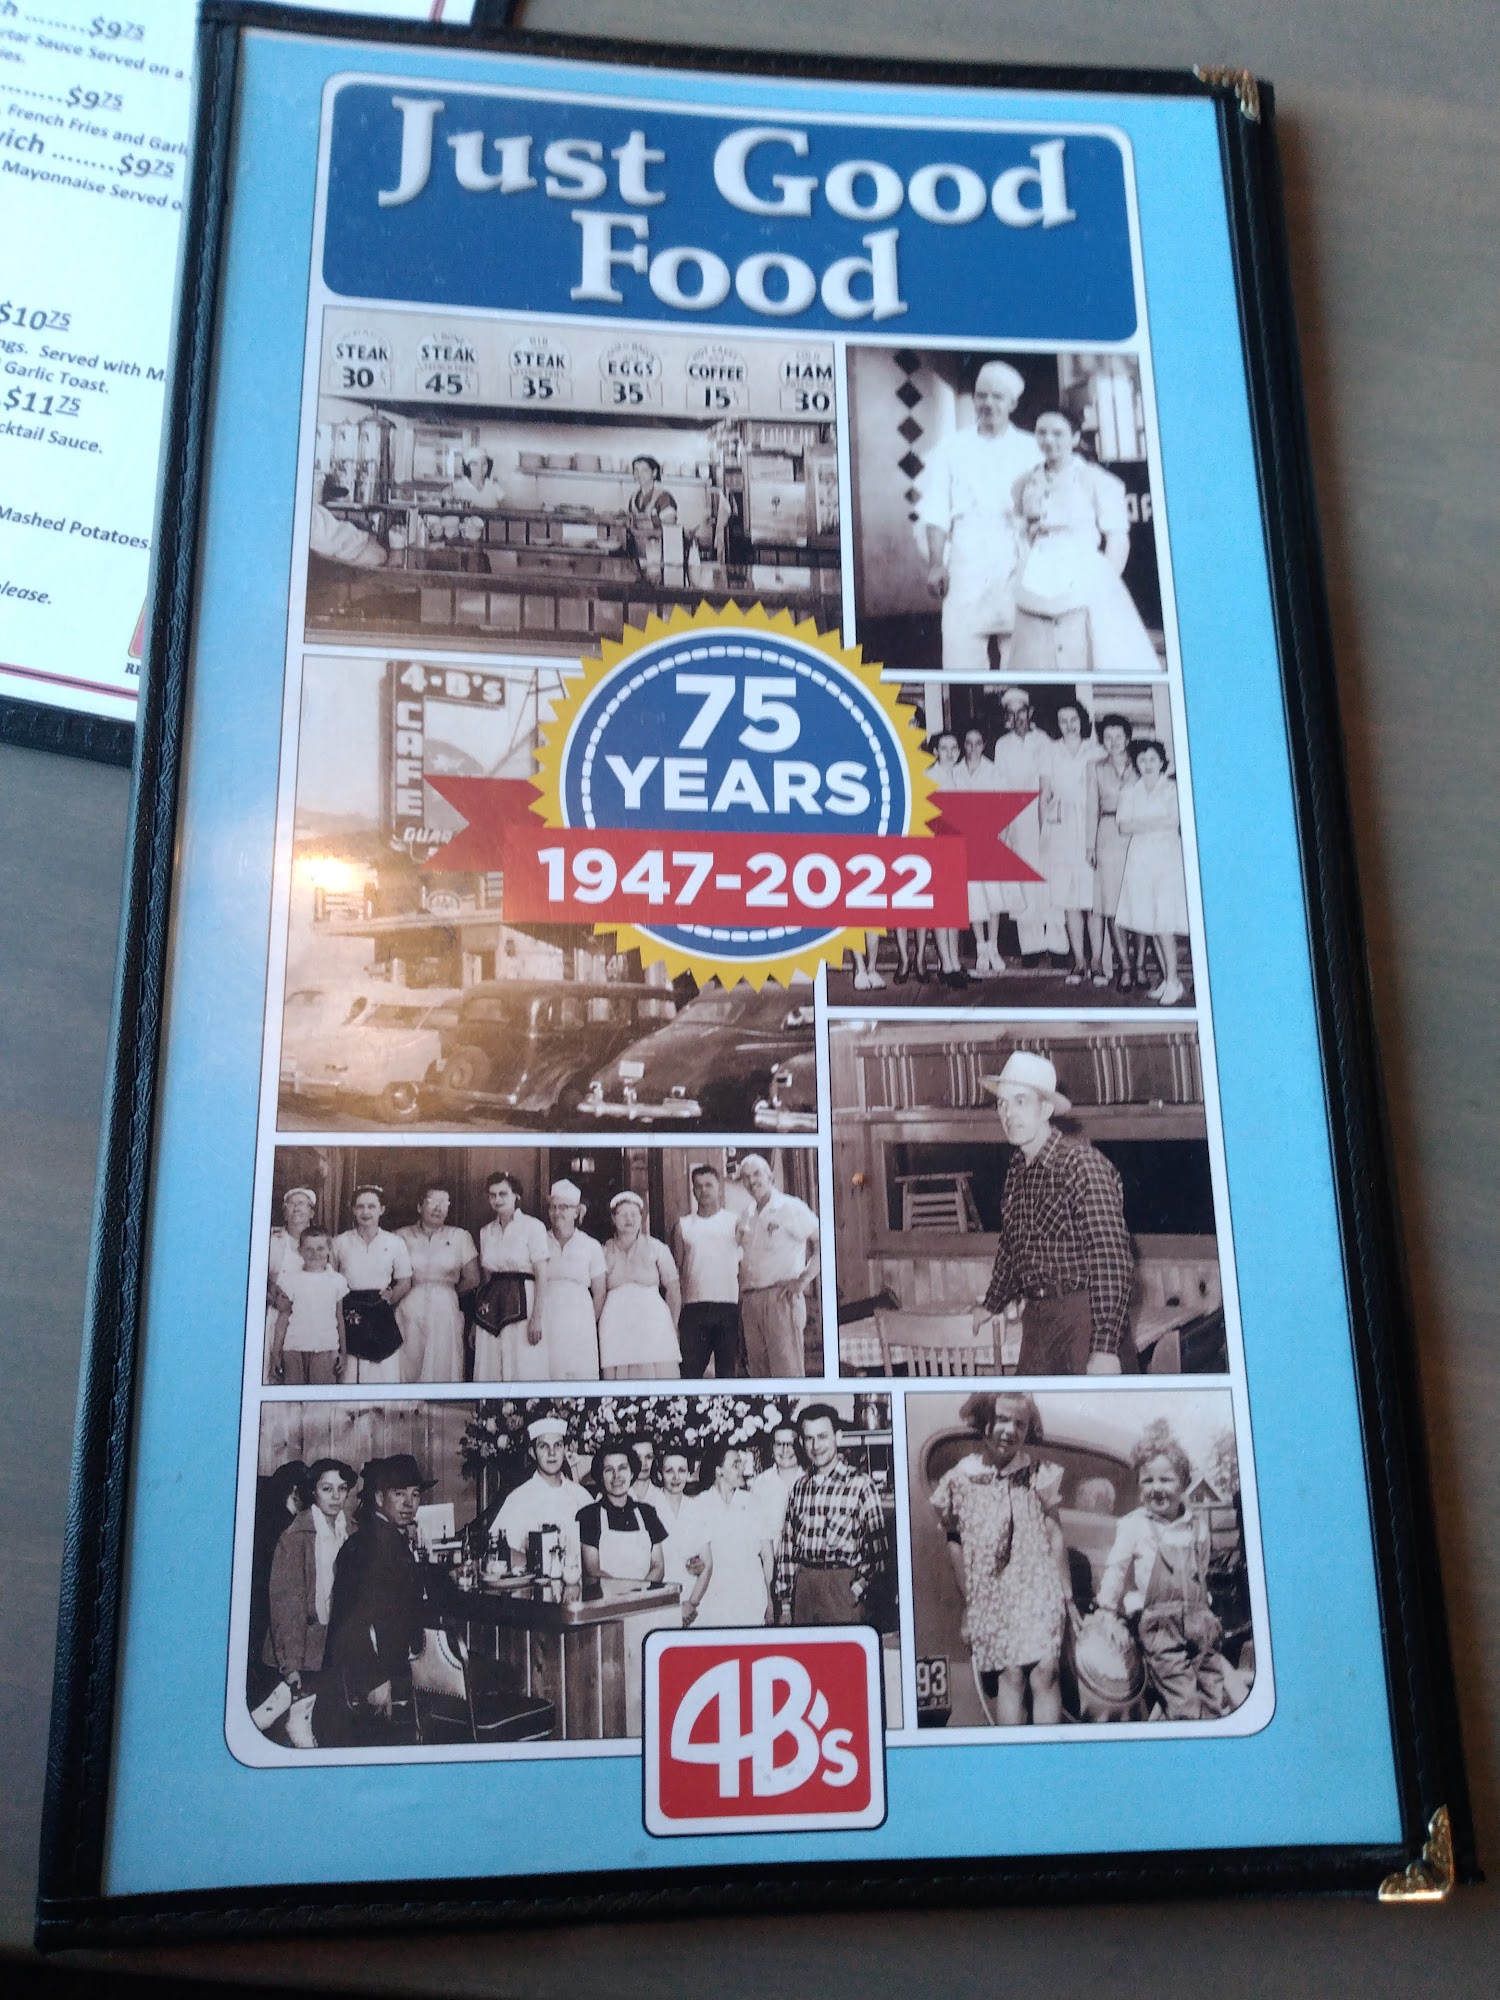 h ........$9 75
rtar Sauce Served on a
.........$9 75
French Fries and Garl
wich ........$9 75
Mayonnaise Served o
$10 75
ngs. Served with M
Garlic Toast.
.$11 75
cktail Sauce.
Mashed Potatoes,
lease.
Just Good
Food
STEAK
30
STEAK
45
STEAK
35
EGGS
35
COFFEE
15
HAM
30
4-B's
CAFE
75
YEARS
1947-2022
93
4B's